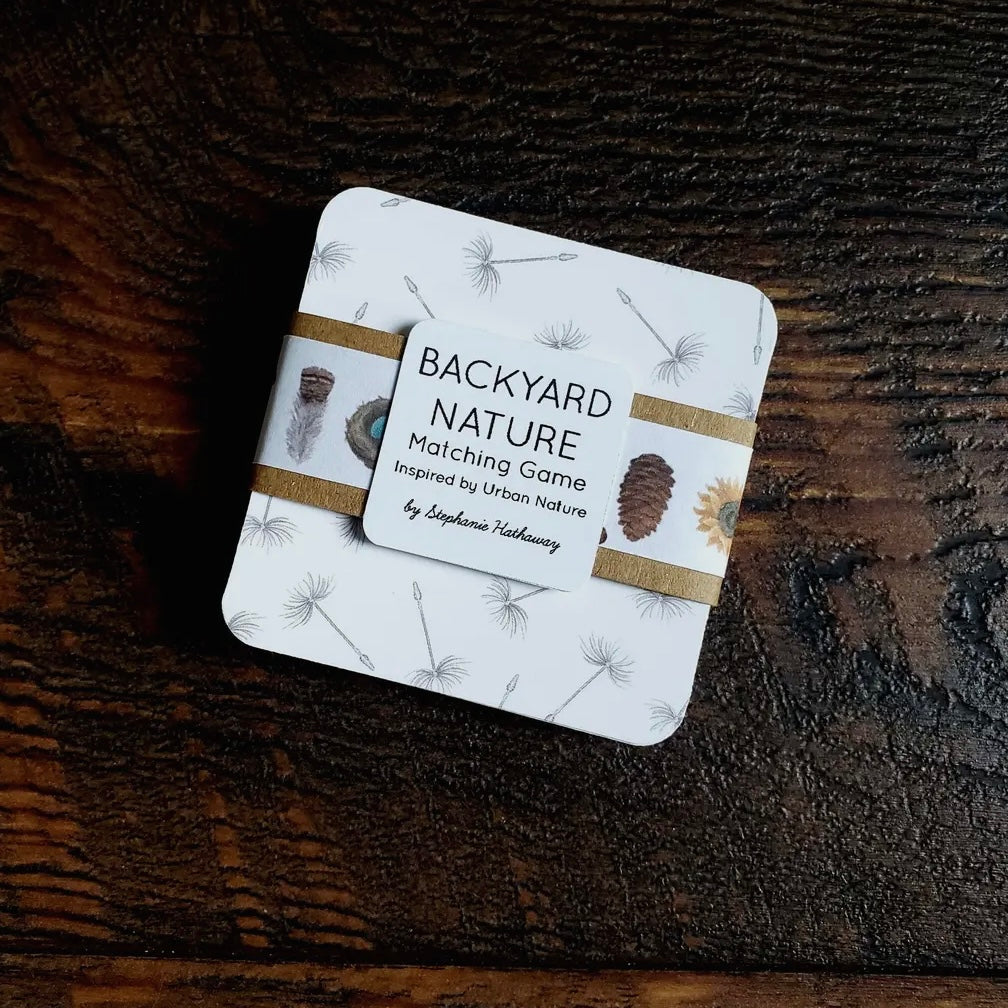 BACKYARD
NATURE
Matching Game
Inspired by Urban Nature
by Stephanie Hathaway